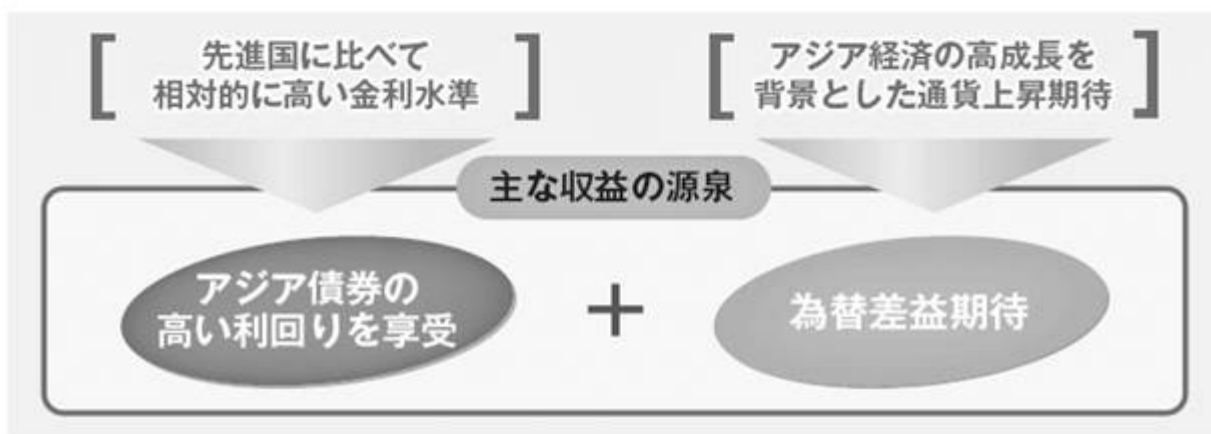 先進国に比べて
相対的に高い金利水準
アジア経済の高成長を
背景とした通貨上昇期待
主な収益の源泉
アジア債券の
高い利回りを享受
+
為替差益期待